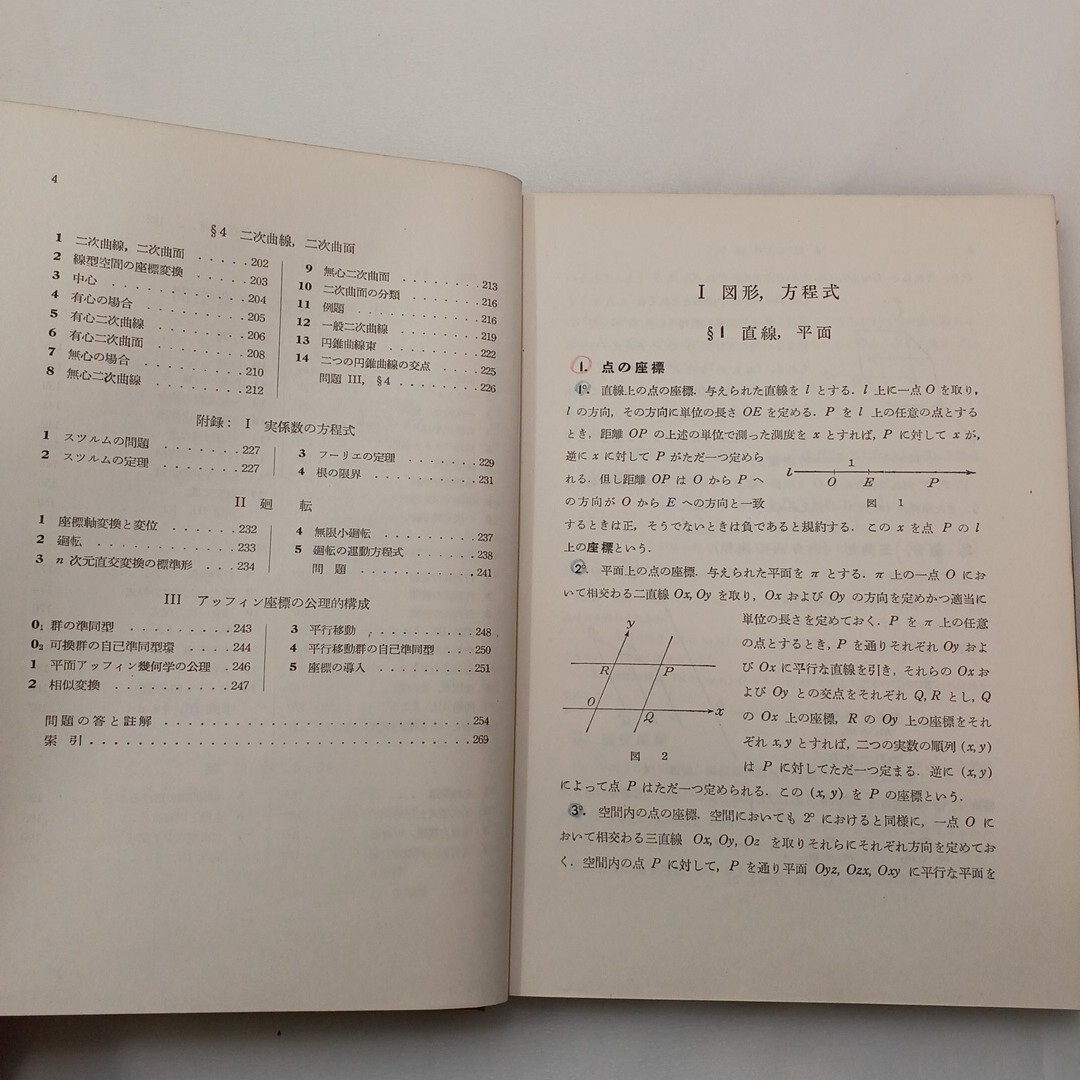 4
§4 二次曲線，二次曲面
1 二次曲線，二次曲面 . . . . . 202
2 線型空間の座標変換 . . . . . 203
3 中心 . . . . . . . . . . . 204
4 有心の場合 . . . . . . . . 205
5 有心二次曲線 . . . . . . . 206
6 有心二次曲面 . . . . . . . 208
7 無心の場合 . . . . . . . . 210
8 無心二次曲線 . . . . . . . 212
9 無心二次曲面 . . . . . . . 213
10 二次曲面の分類 . . . . . . 216
11 例題 . . . . . . . . . . . 216
12 一般二次曲線 . . . . . . . 219
13 円錐曲線束 . . . . . . . . 222
14 二つの円錐曲線の交点 . . . . 225
問題 III，§4 . . . . . . . . 226
附録: I 実係数の方程式
1 スツルムの問題 . . . . . . 227
2 スツルムの定理 . . . . . . 227
3 フーリエの定理 . . . . . . 229
4 根の限界 . . . . . . . . . 231
II 廻 転
1 座標軸変換と変位 . . . . . 232
2 廻転 . . . . . . . . . . . 233
3 n 次元直交変換の標準形 . . . 234
4 無限小廻転 . . . . . . . . 237
5 廻転の運動方程式 . . . . . 238
問 題 . . . . . . . . . . 241
III アッフィン座標の公理的構成
0₁ 群の準同型 . . . . . . . . 243
0₂ 可換群の自己準同型環 . . . . 244
1 平面アッフィン幾何学の公理 . 246
2 相似変換 . . . . . . . . . 247
3 平行移動 . . . . . . . . . 248
4 平行移動群の自己準同型 . . . 250
5 座標の導入 . . . . . . . . 251
問題の答と註解 . . . . . . . . . . . . . . . . . . 254
索 引 . . . . . . . . . . . . . . . . . . . . . . 269
I 図形，方程式
§1 直線，平面
1. 点の座標
1°. 直線上の点の座標. 与えられた直線を l とする. l 上に一点 O を取り，
l の方向，その方向に単位の長さ OE を定める. P を l 上の任意の点とする
とき，距離 OP の上述の単位で測った測度を x とすれば，P に対して x が，
逆に x に対して P がただ一つ定めら
れる. 但し距離 OP は O から P へ
の方向が O から E への方向と一致
l 1 O E P
図 1
するときは正，そうでないときは負であると規約する. この x を点 P の l
上の座標という.
2°. 平面上の点の座標. 与えられた平面を π とする. π 上の一点 O にお
いて相交わる二直線 Ox, Oy を取り，Ox および Oy の方向を定めかつ適当に
単位の長さを定めておく. P を π 上の任意
の点とするとき，P を通りそれぞれ Oy およ
び Ox に平行な直線を引き，それらの Ox お
よび Oy との交点をそれぞれ Q, R とし，Q
の Ox 上の座標，R の Oy 上の座標をそれ
ぞれ x, y とすれば，二つの実数の順列 (x, y)
は P に対してただ一つ定まる. 逆に (x, y)
y
R P
O Q x
図 2
によって点 P はただ一つ定められる. この (x, y) を P の座標という.
3°. 空間内の点の座標. 空間においても 2° におけると同様に，一点 O に
おいて相交わる三直線 Ox, Oy, Oz を取りそれらにそれぞれ方向を定めてお
く. 空間内の点 P に対して，P を通り平面 Oyz, Ozx, Oxy に平行な平面を